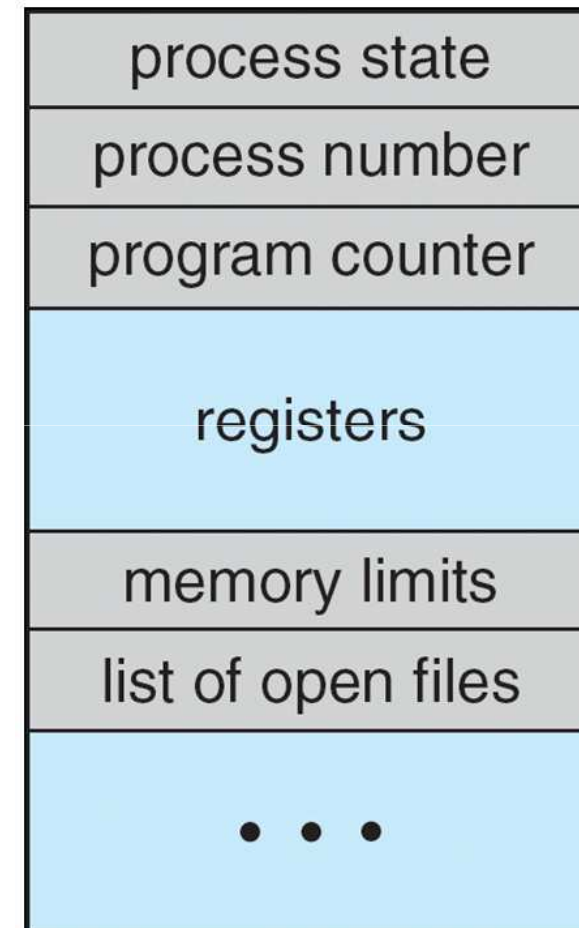 process state
process number
program counter
registers
memory limits
list of open files
• • •